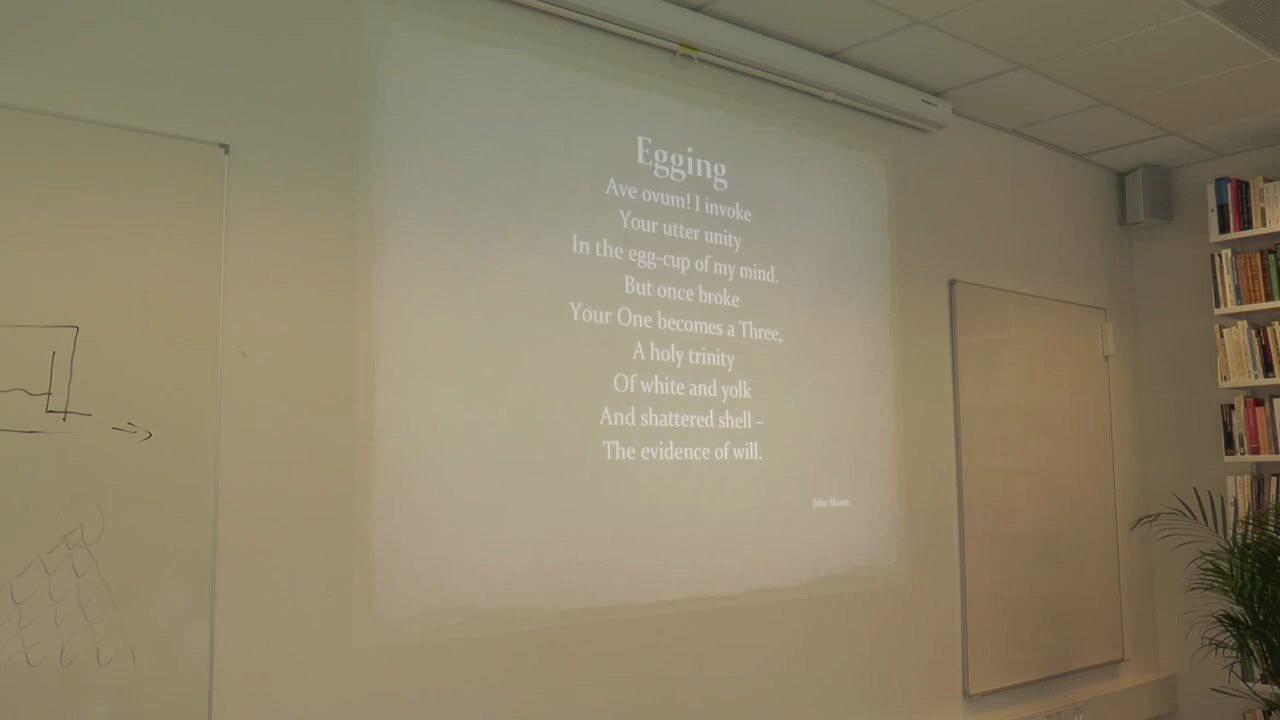 Egging
Ave ovum! I invoke
Your utter unity
In the egg-cup of my mind.
But once broke
Your One becomes a Three,
A holy trinity
Of white and yolk
And shattered shell –
The evidence of will.
John